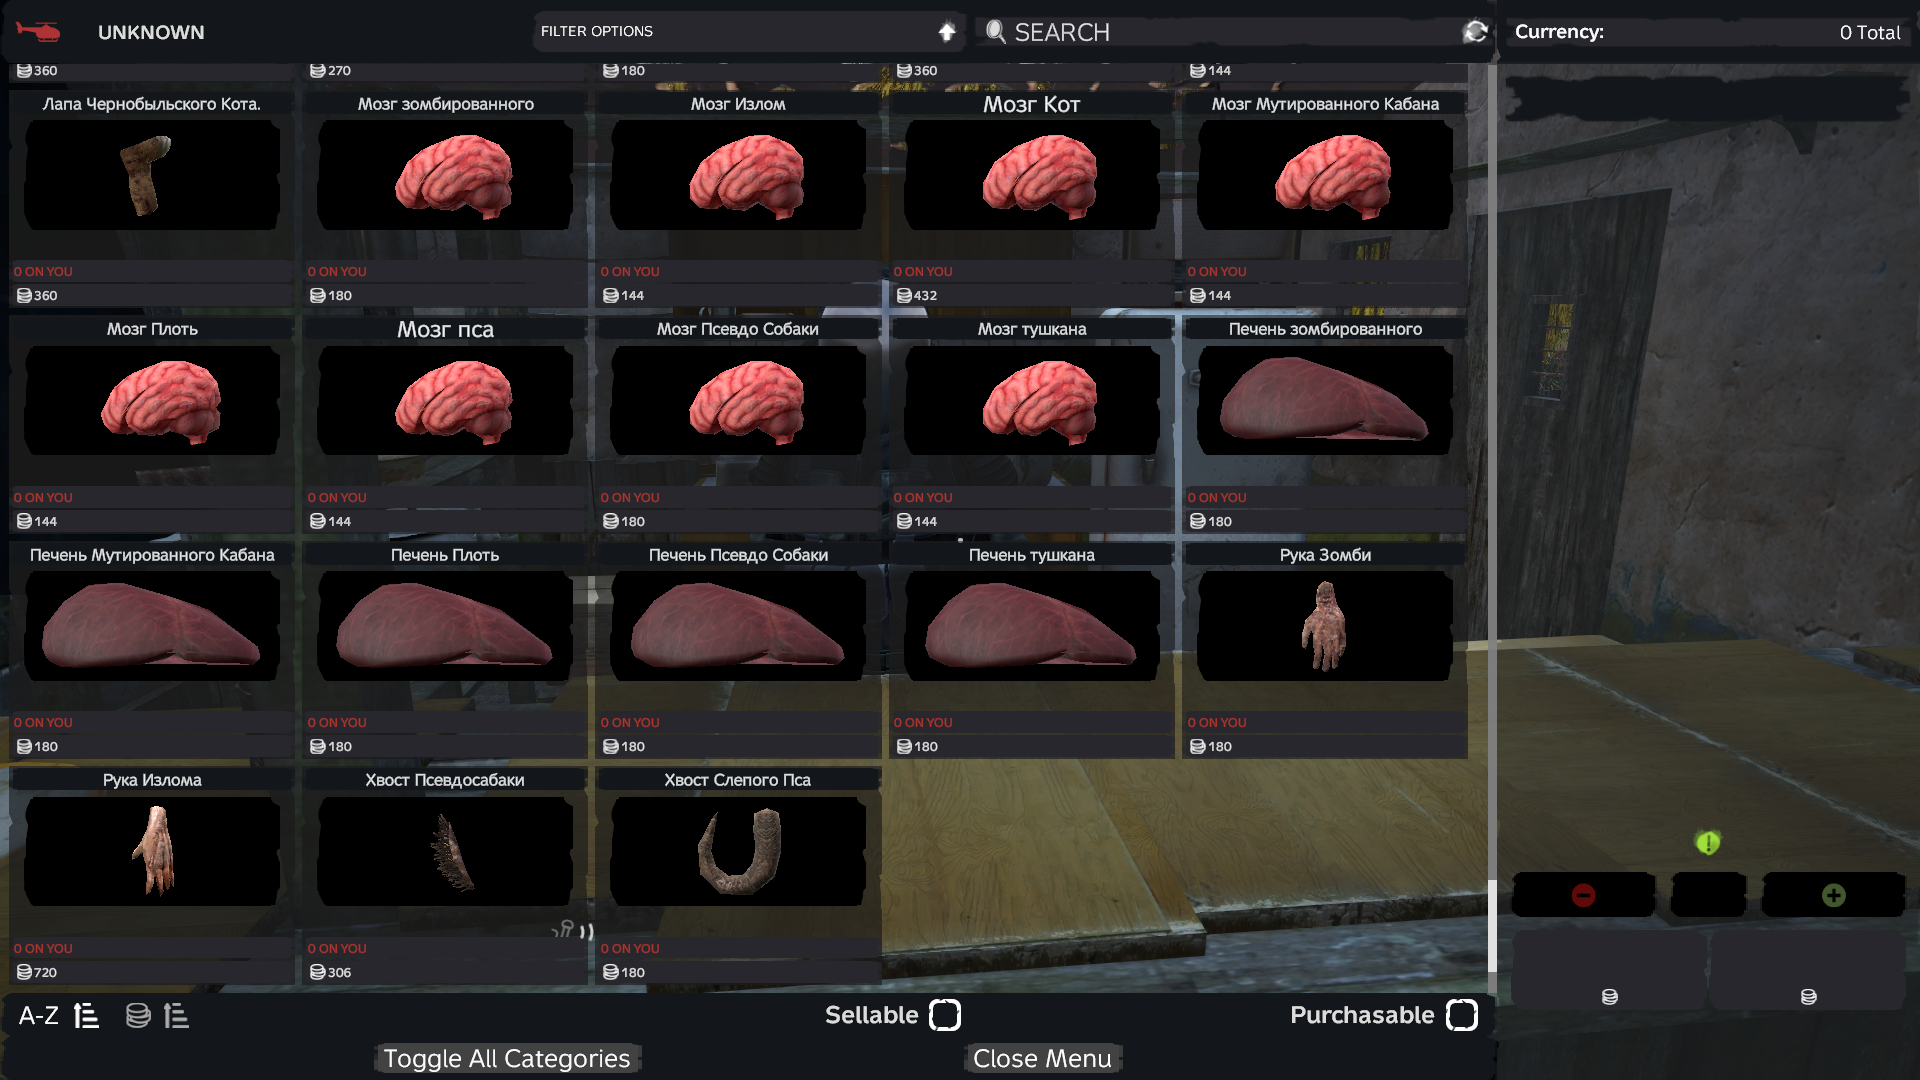 UNKNOWN
FILTER OPTIONS
SEARCH
Currency:
0 Total
360
270
180
360
144
Лапа Чернобыльского Кота.
Мозг зомбированного
Мозг Излом
Мозг Кот
Мозг Мутированного Кабана
0 ON YOU
0 ON YOU
0 ON YOU
0 ON YOU
0 ON YOU
360
180
144
432
144
Мозг Плоть
Мозг пса
Мозг Псевдо Собаки
Мозг тушкана
Печень зомбированного
0 ON YOU
0 ON YOU
0 ON YOU
0 ON YOU
0 ON YOU
144
144
180
144
180
Печень Мутированного Кабана
Печень Плоть
Печень Псевдо Собаки
Печень тушкана
Рука Зомби
0 ON YOU
0 ON YOU
0 ON YOU
0 ON YOU
0 ON YOU
180
180
180
180
180
Рука Излома
Хвост Псевдосабаки
Хвост Слепого Пса
0 ON YOU
0 ON YOU
0 ON YOU
720
306
180
A-Z
Sellable
Purchasable
Toggle All Categories
Close Menu